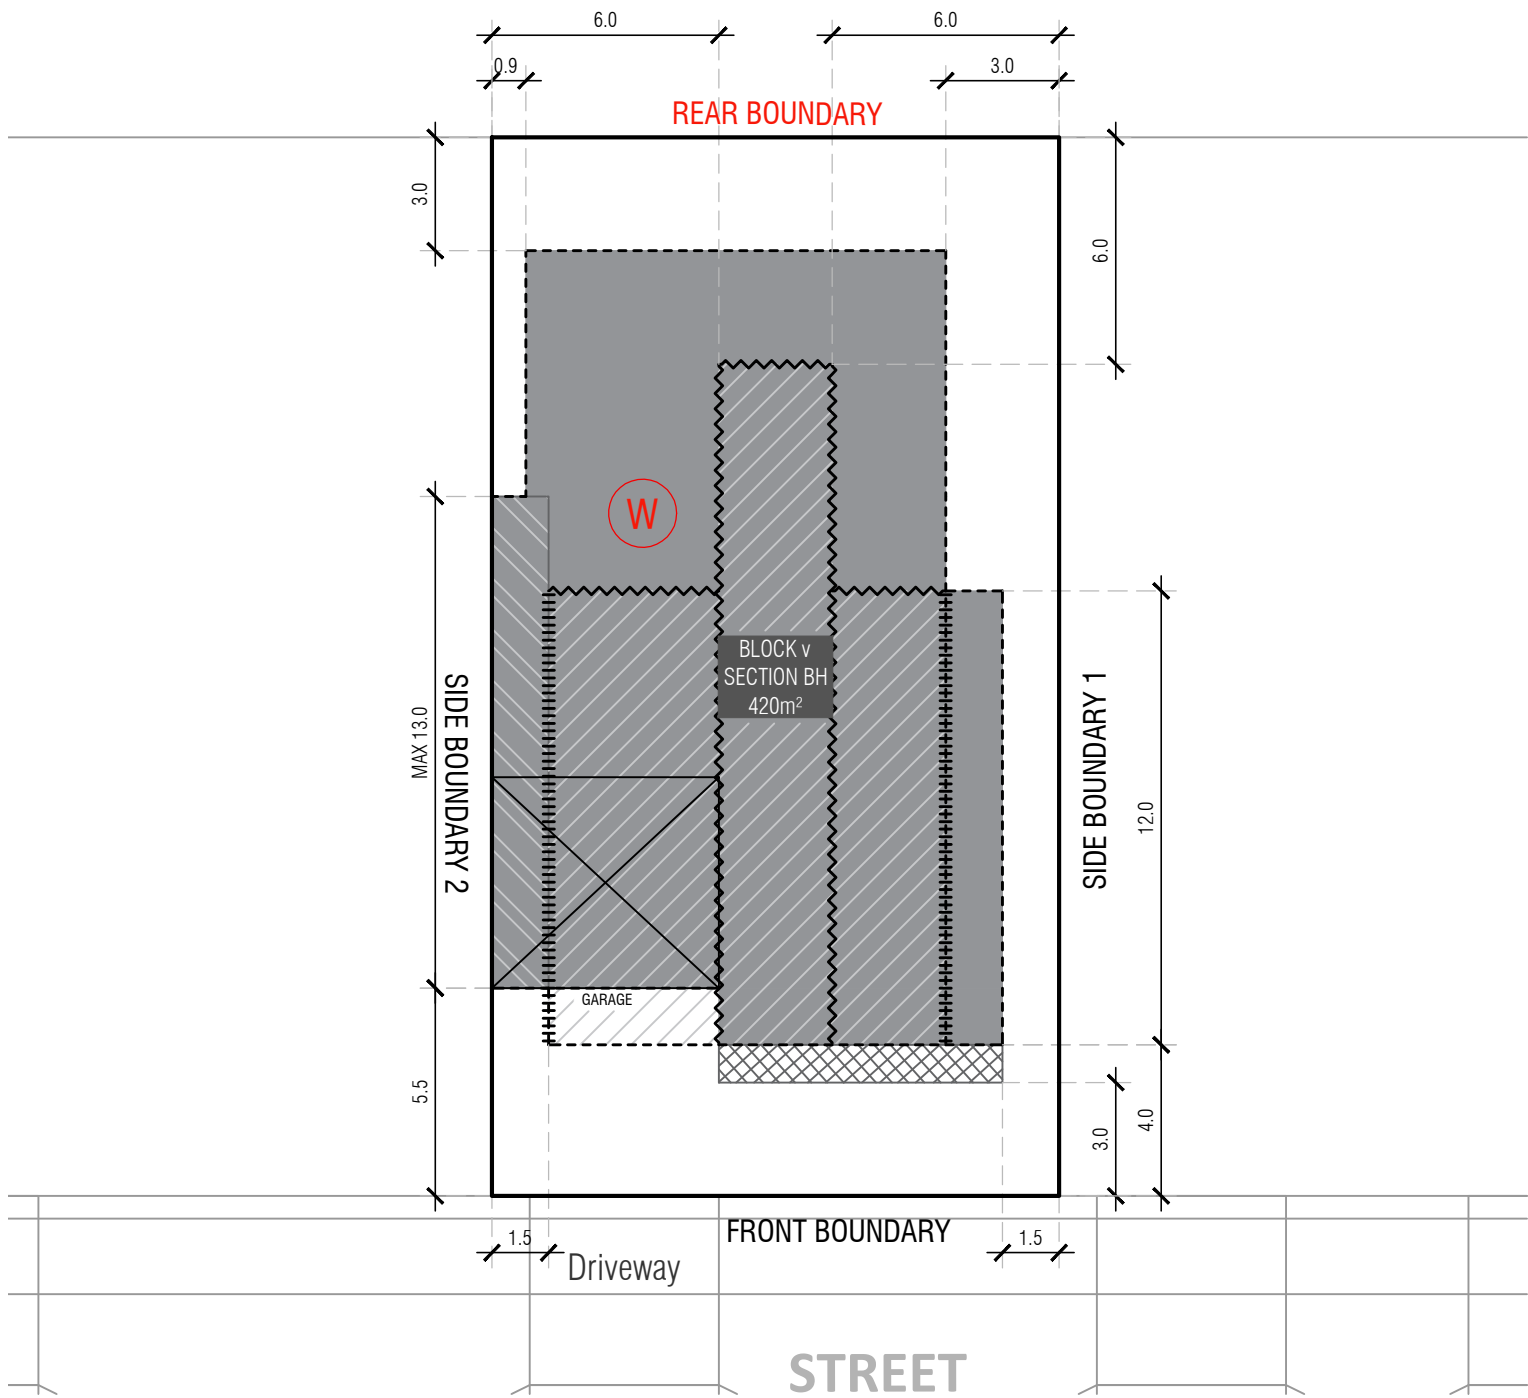 6.0
6.0
0.9
3.0
REAR BOUNDARY
3.0
6.0
W
BLOCK v
SECTION BH
420m²
SIDE BOUNDARY 2
MAX 13.0
SIDE BOUNDARY 1
12.0
GARAGE
5.5
3.0
4.0
FRONT BOUNDARY
1.5
1.5
Driveway
STREET